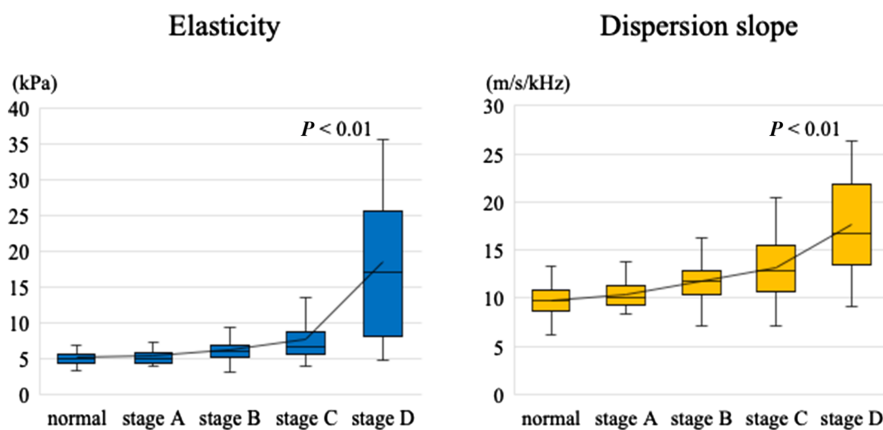 Elasticity
(kPa)
40
35
30
25
20
15
10
5
0
P < 0.01
normal stage A stage B stage C stage D
Dispersion slope
(m/s/kHz)
30
25
20
15
10
5
0
P < 0.01
normal stage A stage B stage C stage D